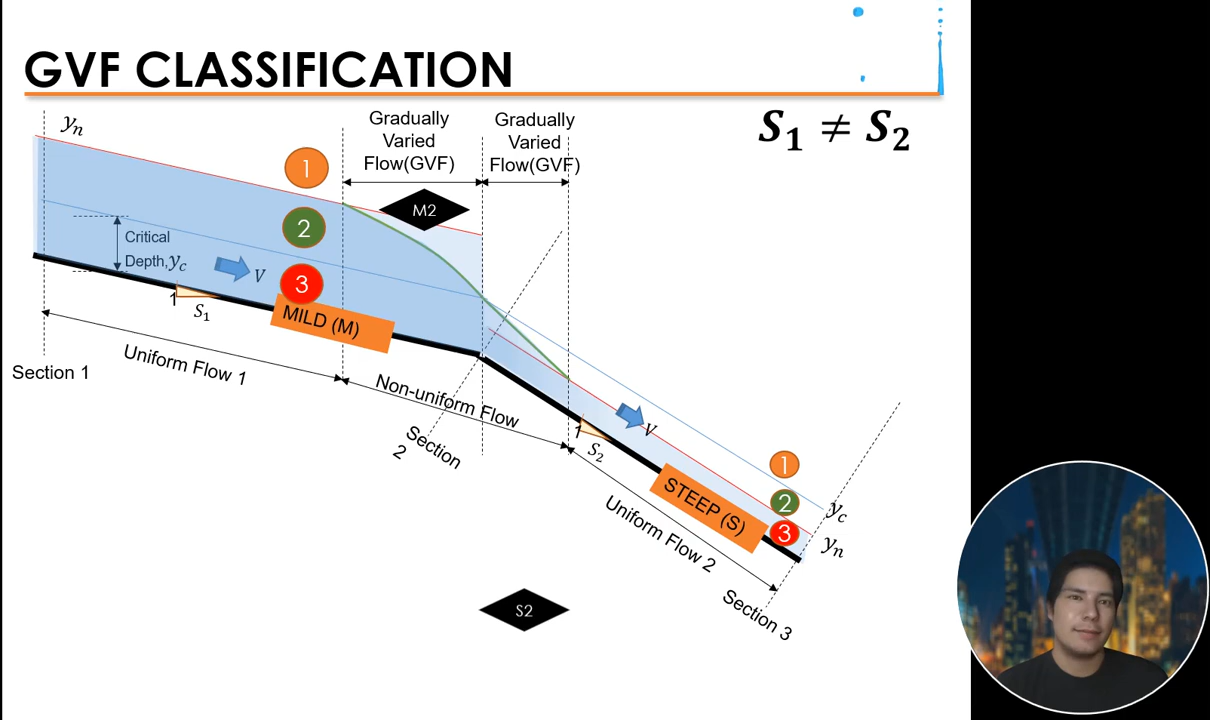 GVF CLASSIFICATION
S₁ ≠ S₂
yₙ
Gradually
Varied
Flow(GVF)
Gradually
Varied
Flow(GVF)
1
M2
2
Critical
Depth,y꜀
V
3
1
S₁
MILD (M)
Section 1
Uniform Flow 1
Non-uniform Flow
Section
2
V
1
S₂
STEEP (S)
1
2
3
y꜀
yₙ
Uniform Flow 2
Section 3
S2